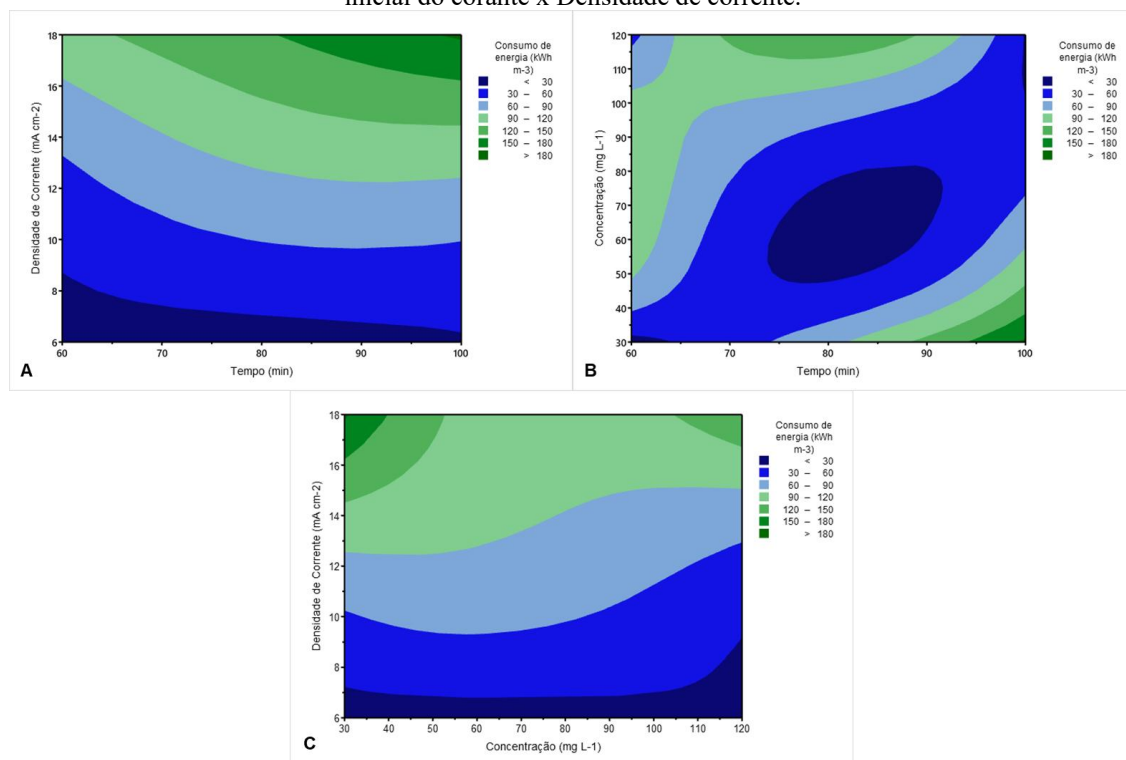 inicial do corante x Densidade de corrente.
18
16
14
12
10
8
6
Densidade de Corrente (mA cm-2)
60 70 80 90 100
Tempo (min)
A
Consumo de
energia (kWh
m-3)
< 30
30 – 60
60 – 90
90 – 120
120 – 150
150 – 180
> 180
120
110
100
90
80
70
60
50
40
30
Concentração (mg L-1)
60 70 80 90 100
Tempo (min)
B
Consumo de
energia (kWh
m-3)
< 30
30 – 60
60 – 90
90 – 120
120 – 150
150 – 180
> 180
18
16
14
12
10
8
6
Densidade de Corrente (mA cm-2)
30 40 50 60 70 80 90 100 110 120
Concentração (mg L-1)
C
Consumo de
energia (kWh
m-3)
< 30
30 – 60
60 – 90
90 – 120
120 – 150
150 – 180
> 180